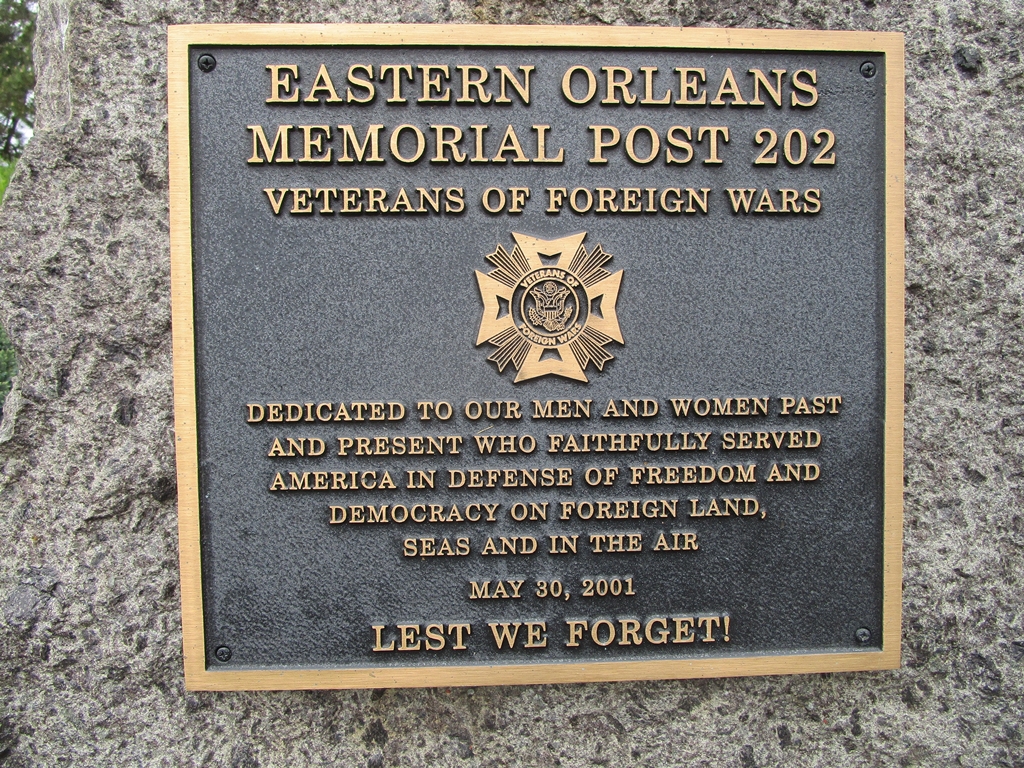 EASTERN ORLEANS
MEMORIAL POST 202
VETERANS OF FOREIGN WARS
VETERANS OF
FOREIGN WARS
DEDICATED TO OUR MEN AND WOMEN PAST
AND PRESENT WHO FAITHFULLY SERVED
AMERICA IN DEFENSE OF FREEDOM AND
DEMOCRACY ON FOREIGN LAND,
SEAS AND IN THE AIR
MAY 30, 2001
LEST WE FORGET!